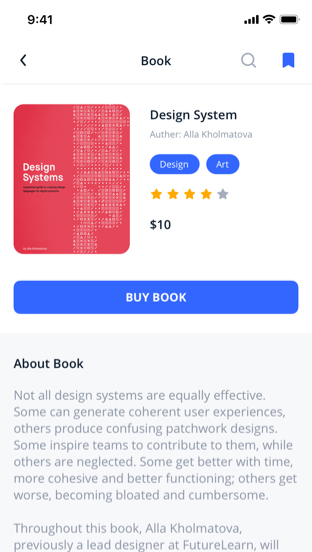 9:41
Book
Design System
Auther: Alla Kholmatova
Design
Art
$10
Design
Systems
by Alla Kholmatova
BUY BOOK
About Book
Not all design systems are equally effective.
Some can generate coherent user experiences,
others produce confusing patchwork designs.
Some inspire teams to contribute to them, while
others are neglected. Some get better with time,
more cohesive and better functioning; others get
worse, becoming bloated and cumbersome.
Throughout this book, Alla Kholmatova,
previously a lead designer at FutureLearn, will